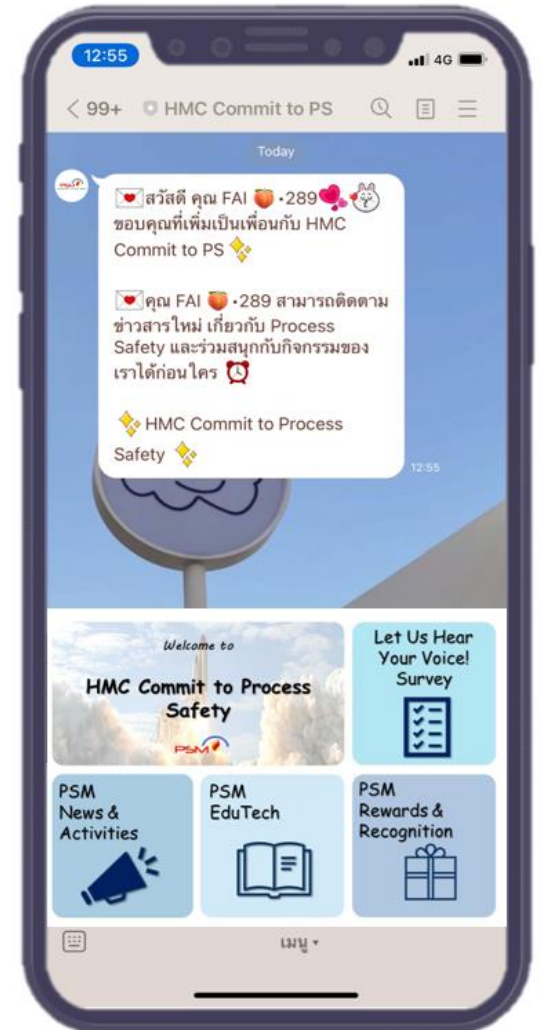 12:55
4G
99+ HMC Commit to PS
Today
💌สวัสดี คุณ FAI 🍑 •289💕
ขอบคุณที่เพิ่มเป็นเพื่อนกับ HMC
Commit to PS ✨
💌คุณ FAI 🍑 •289 สามารถติดตาม
ข่าวสารใหม่ เกี่ยวกับ Process
Safety และร่วมสนุกกับกิจกรรมของ
เราได้ก่อนใคร ⏰
✨ HMC Commit to Process
Safety ✨
12:55
Welcome to
HMC Commit to Process
Safety
PSM
Let Us Hear
Your Voice!
Survey
PSM
News &
Activities
PSM
EduTech
PSM
Rewards &
Recognition
เมนู